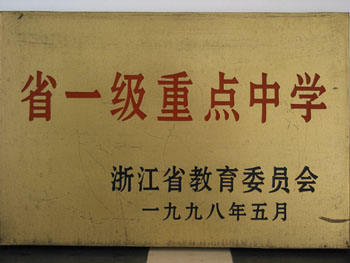 省一级重点中学
浙江省教育委员会
一九九八年五月